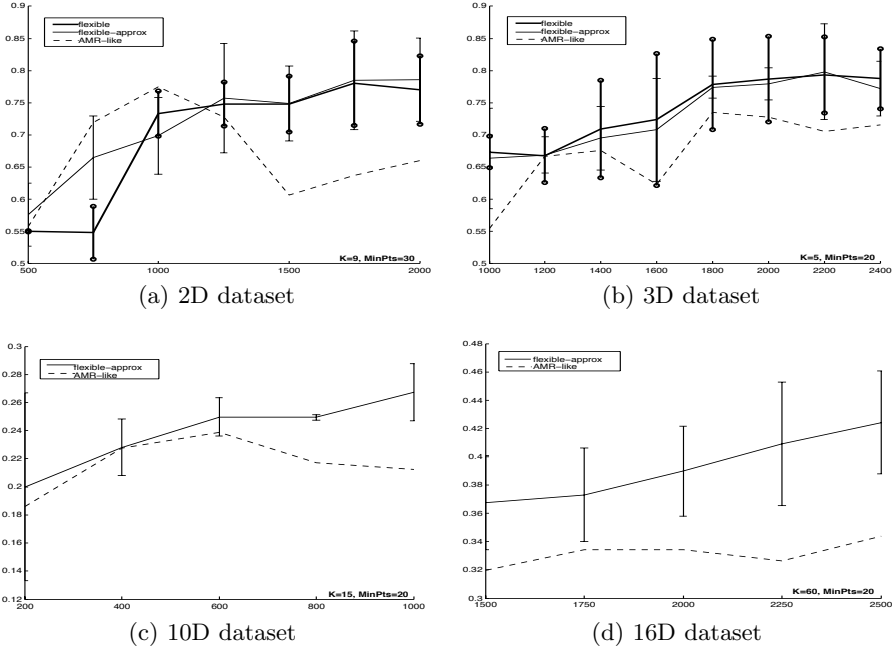 0.9
0.85
0.8
0.75
0.7
0.65
0.6
0.55
0.5
flexible
flexible−approx
AMR−like
K=9, MinPts=30
500 1000 1500 2000
(a) 2D dataset
0.9
0.85
0.8
0.75
0.7
0.65
0.6
0.55
0.5
flexible
flexible−approx
AMR−like
K=5, MinPts=20
1000 1200 1400 1600 1800 2000 2200 2400
(b) 3D dataset
0.3
0.28
0.26
0.24
0.22
0.2
0.18
0.16
0.14
0.12
flexible−approx
AMR−like
K=15, MinPts=20
200 400 600 800 1000
(c) 10D dataset
0.48
0.46
0.44
0.42
0.4
0.38
0.36
0.34
0.32
0.3
flexible−approx
AMR−like
K=60, MinPts=20
1500 1750 2000 2250 2500
(d) 16D dataset